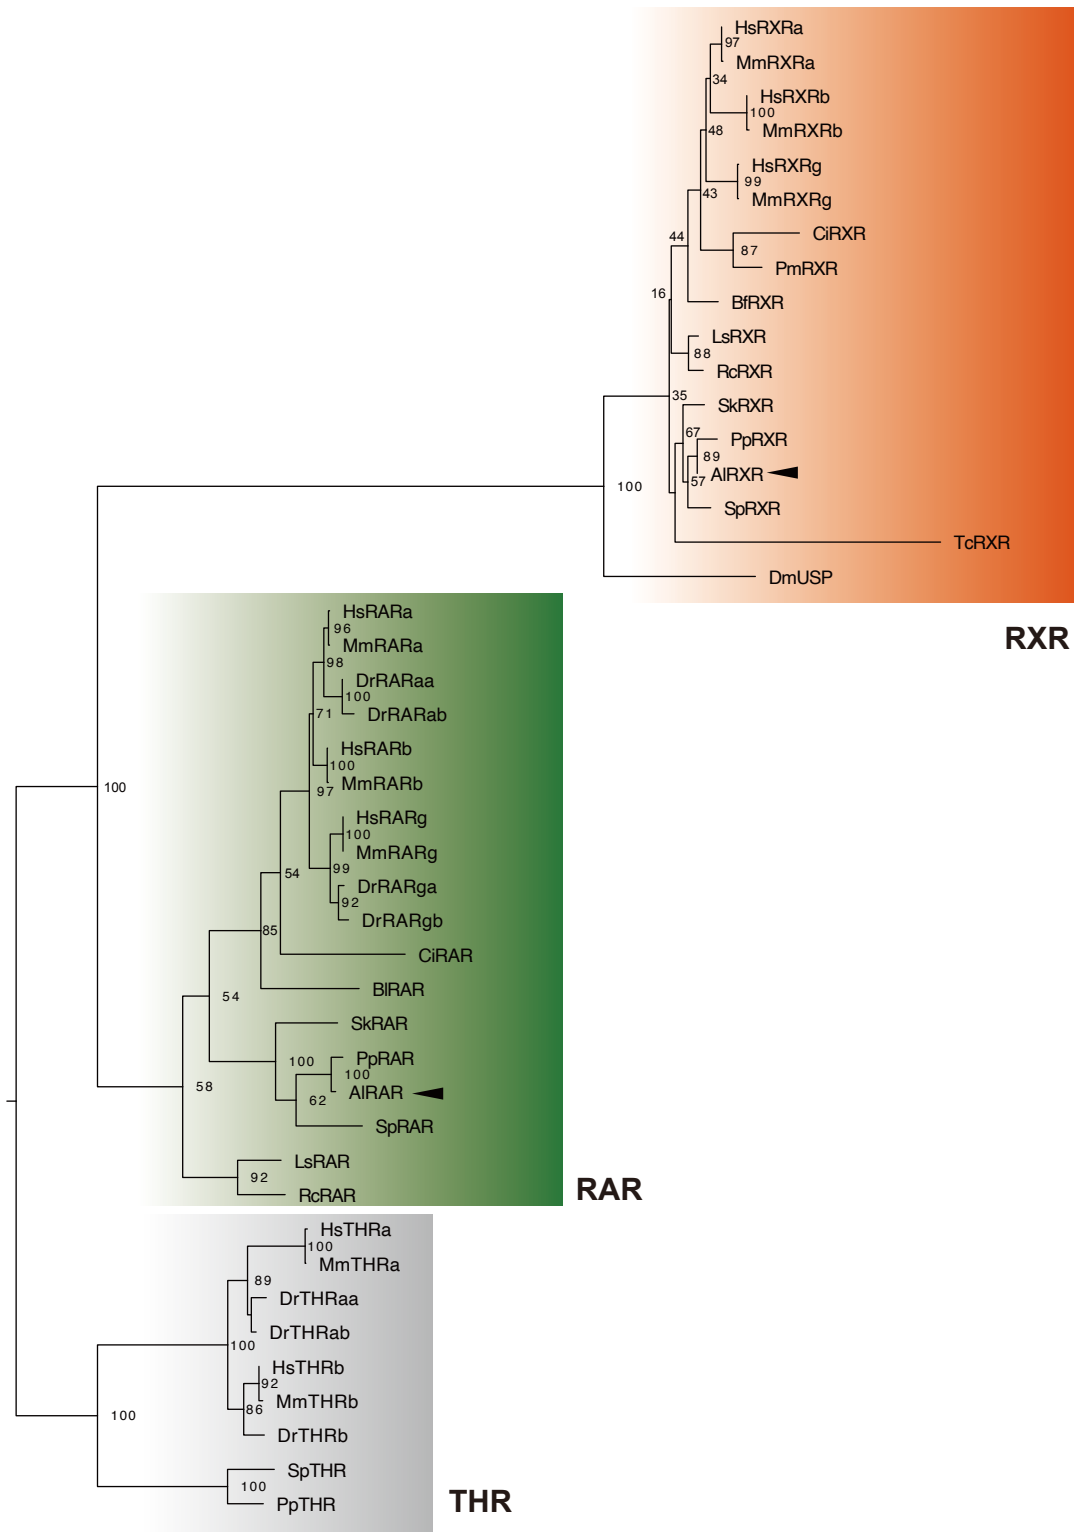 HsRXRa
97
MmRXRa
34
HsRXRb
100
MmRXRb
48
HsRXRg
99
MmRXRg
43
CiRXR
44
87
PmRXR
16
BfRXR
LsRXR
88
RcRXR
35
SkRXR
67
PpRXR
89
AlRXR
57
100
SpRXR
TcRXR
DmUSP
RXR
HsRARa
96
MmRARa
98
DrRARaa
100
DrRARab
71
HsRARb
100
MmRARb
97
100
HsRARg
100
MmRARg
99
54
DrRARga
92
DrRARgb
85
CiRAR
BlRAR
54
SkRAR
100
PpRAR
100
58
AlRAR
62
SpRAR
LsRAR
92
RcRAR
RAR
HsTHRa
100
MmTHRa
89
DrTHRaa
DrTHRab
100
HsTHRb
92
MmTHRb
86
100
DrTHRb
SpTHR
100
PpTHR
THR